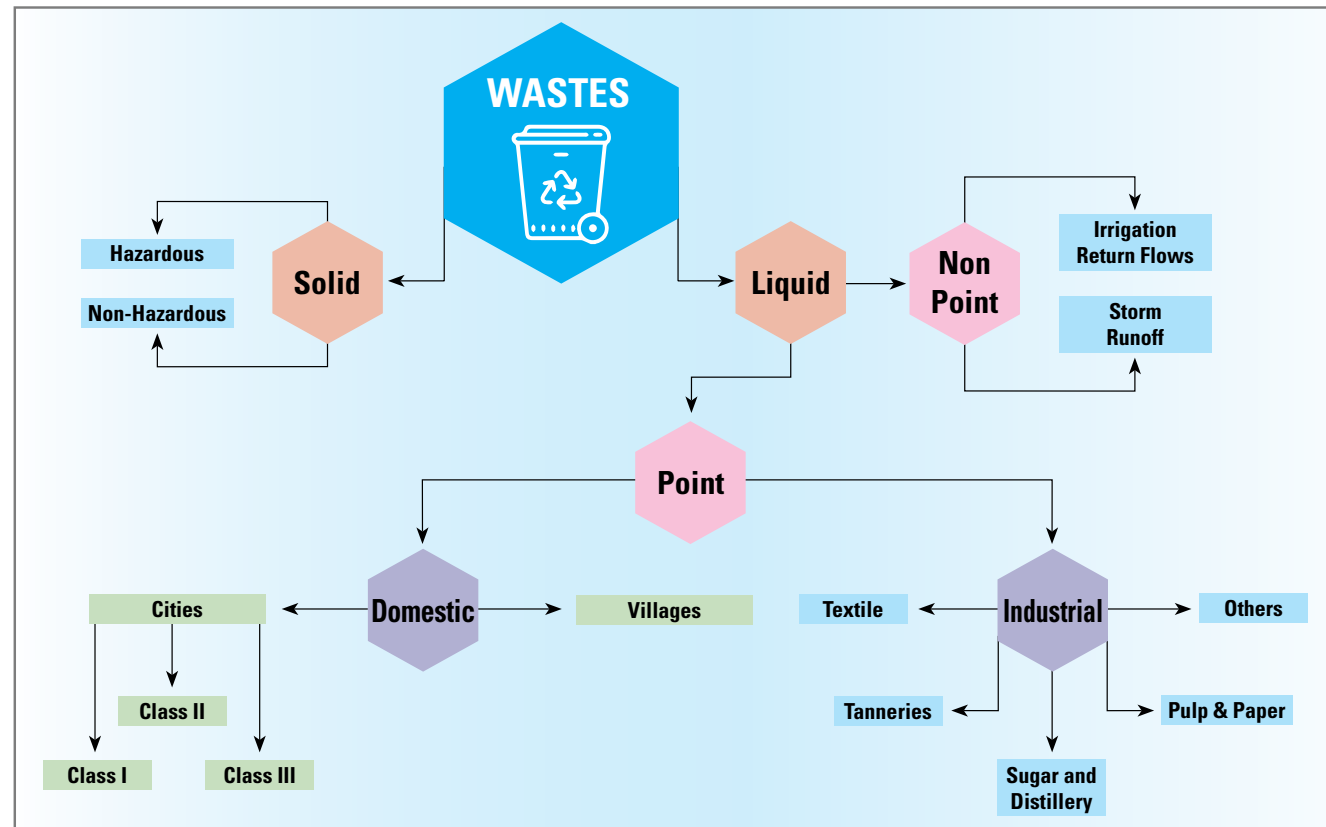 WASTES
Hazardous
Solid
Non-Hazardous
Liquid
Non
Point
Irrigation
Return Flows
Storm
Runoff
Point
Domestic
Cities
Villages
Class I
Class II
Class III
Industrial
Textile
Others
Tanneries
Pulp & Paper
Sugar and
Distillery